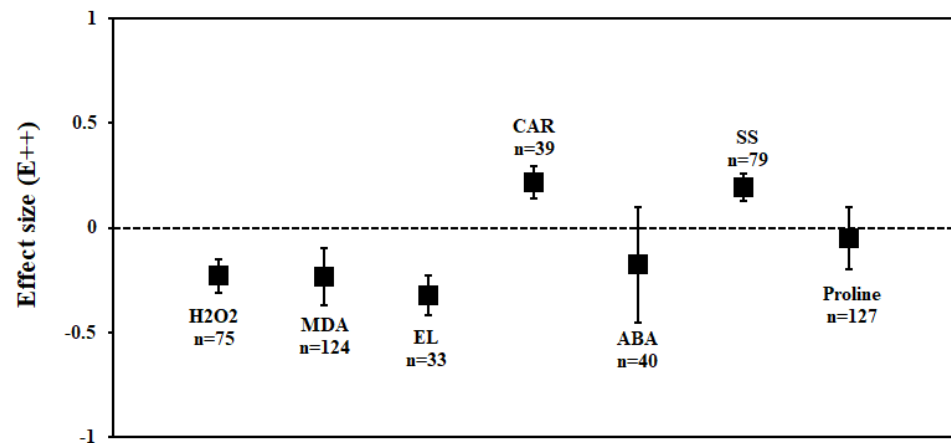 Effect size (E++)
1
0.5
0
-0.5
-1
H2O2
n=75
MDA
n=124
EL
n=33
CAR
n=39
ABA
n=40
SS
n=79
Proline
n=127